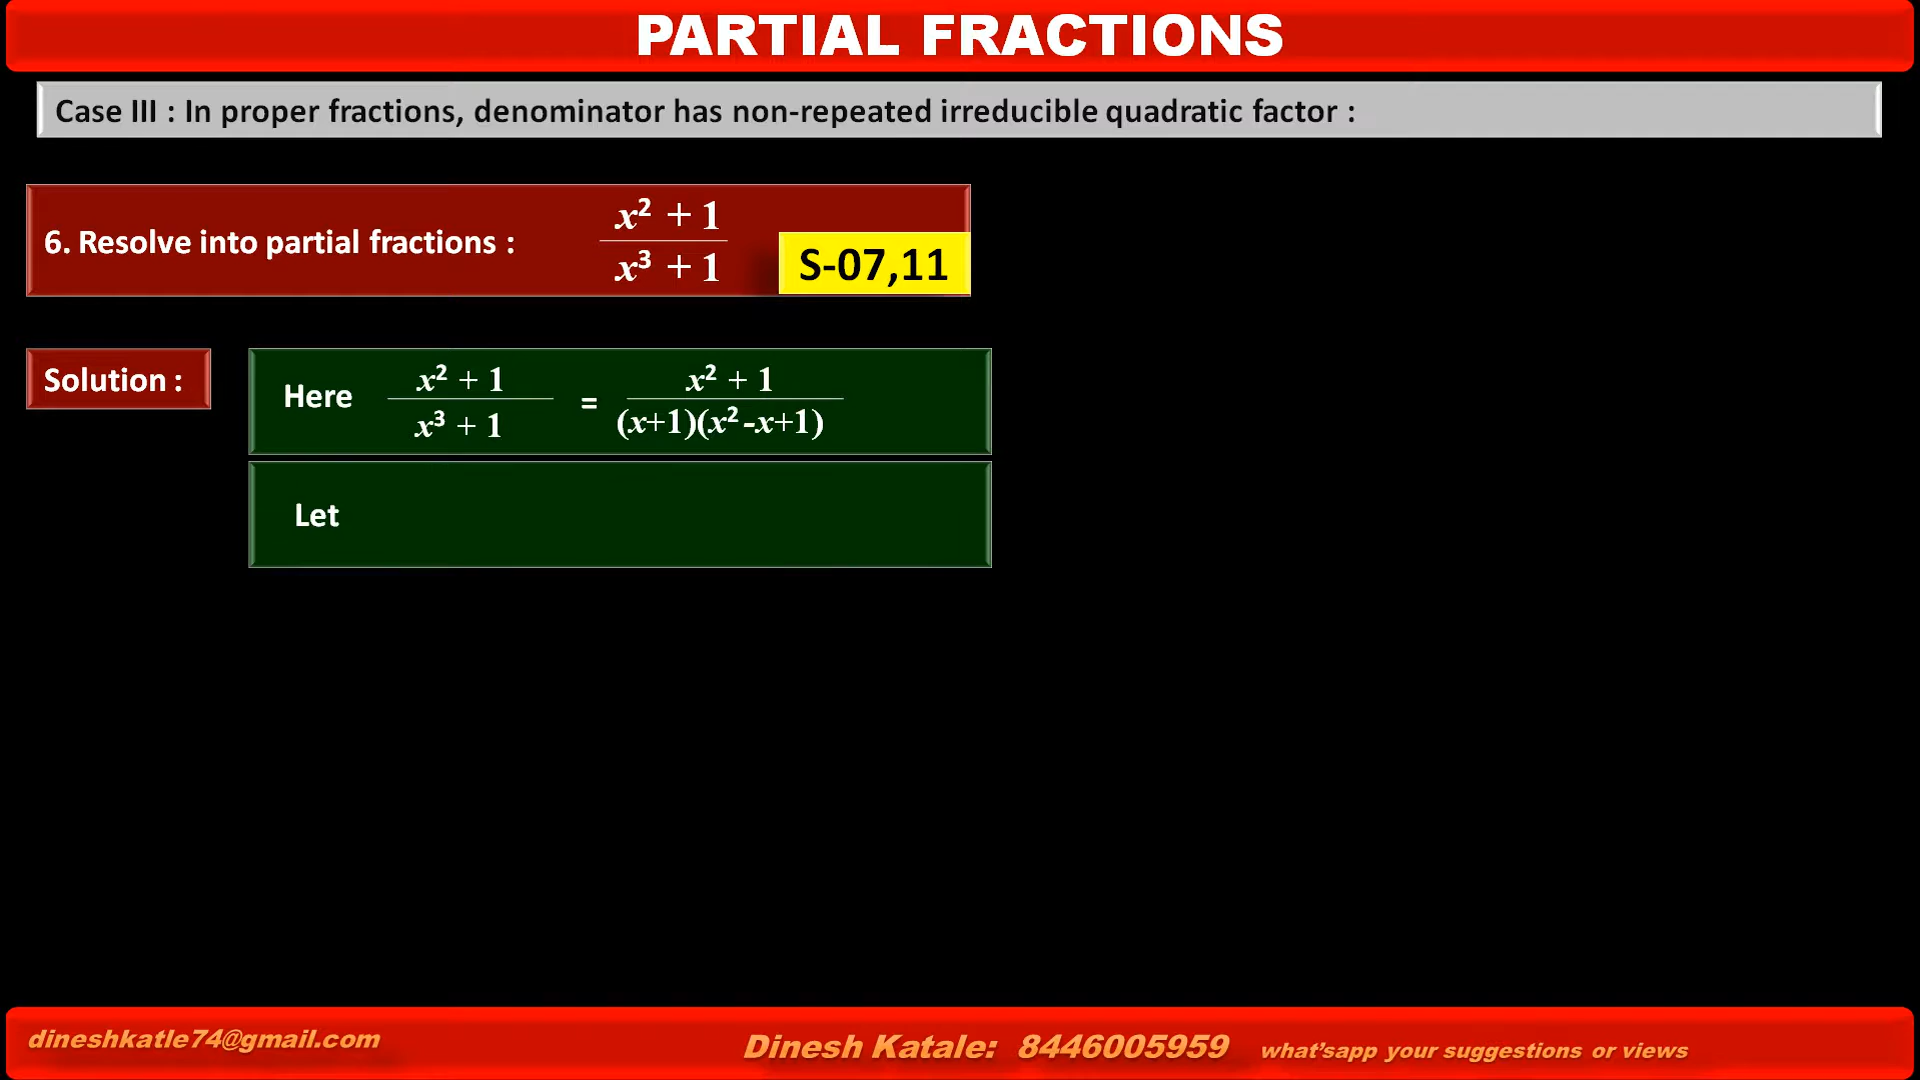 PARTIAL FRACTIONS
Case III : In proper fractions, denominator has non-repeated irreducible quadratic factor :
6. Resolve into partial fractions : x² + 1 / x³ + 1
S-07,11
Solution :
Here x² + 1 / x³ + 1 = x² + 1 / (x+1)(x²-x+1)
Let
dineshkatle74@gmail.com
Dinesh Katale: 8446005959 what’sapp your suggestions or views